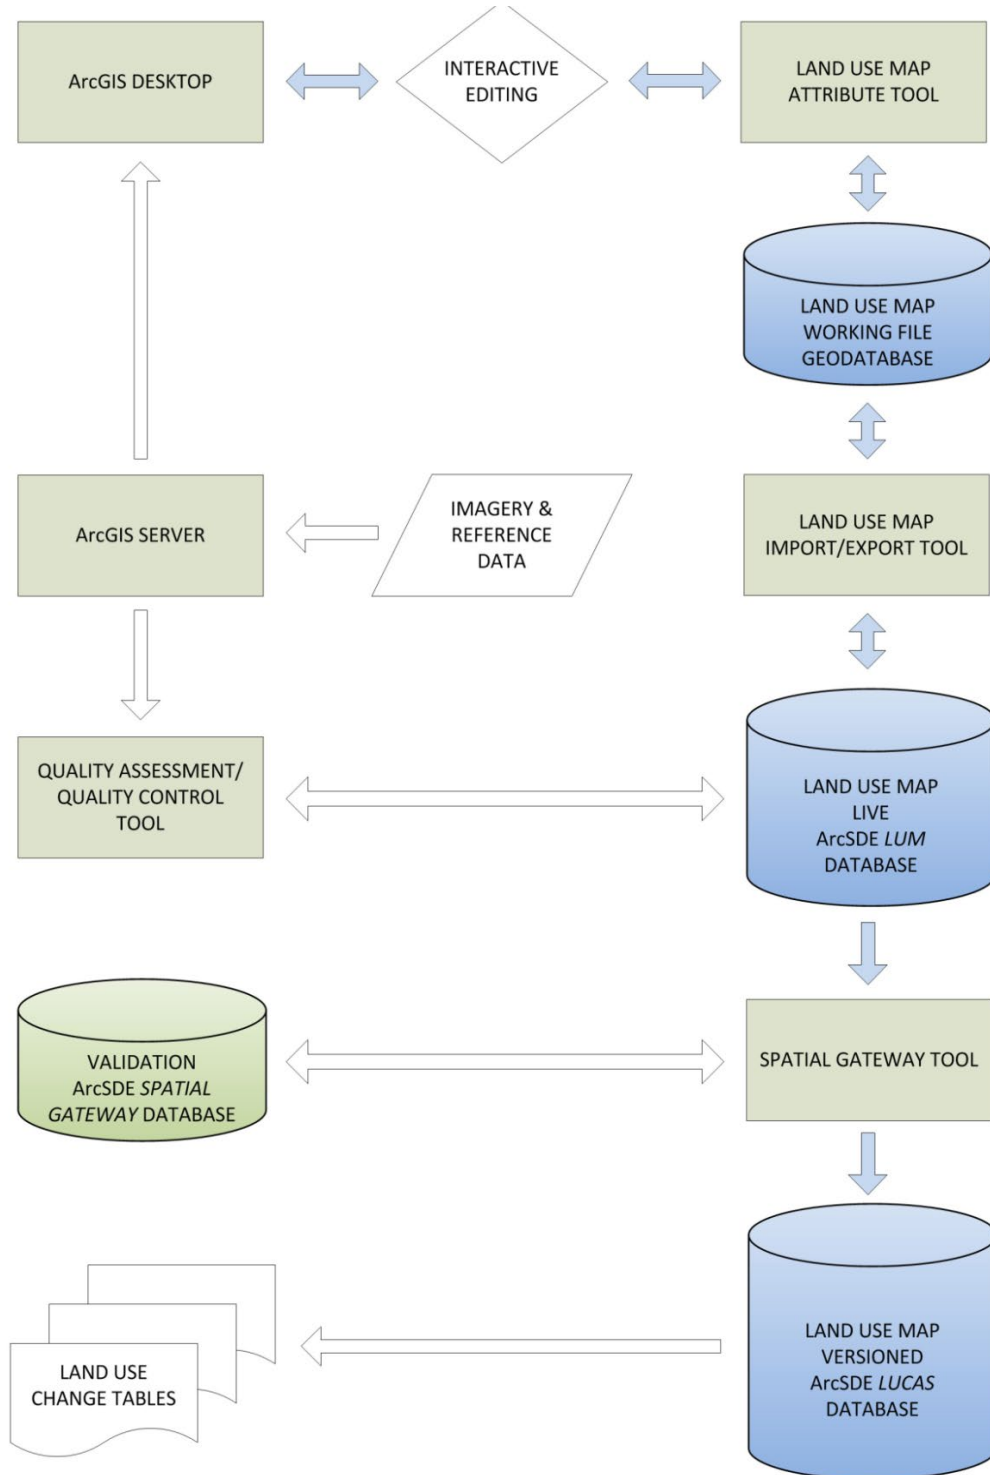 ArcGIS DESKTOP
INTERACTIVE
EDITING
LAND USE MAP
ATTRIBUTE TOOL
LAND USE MAP
WORKING FILE
GEODATABASE
ArcGIS SERVER
IMAGERY &
REFERENCE
DATA
LAND USE MAP
IMPORT/EXPORT TOOL
QUALITY ASSESSMENT/
QUALITY CONTROL
TOOL
LAND USE MAP
LIVE
ArcSDE LUM
DATABASE
VALIDATION
ArcSDE SPATIAL
GATEWAY DATABASE
SPATIAL GATEWAY TOOL
LAND USE
CHANGE TABLES
LAND USE MAP
VERSIONED
ArcSDE LUCAS
DATABASE